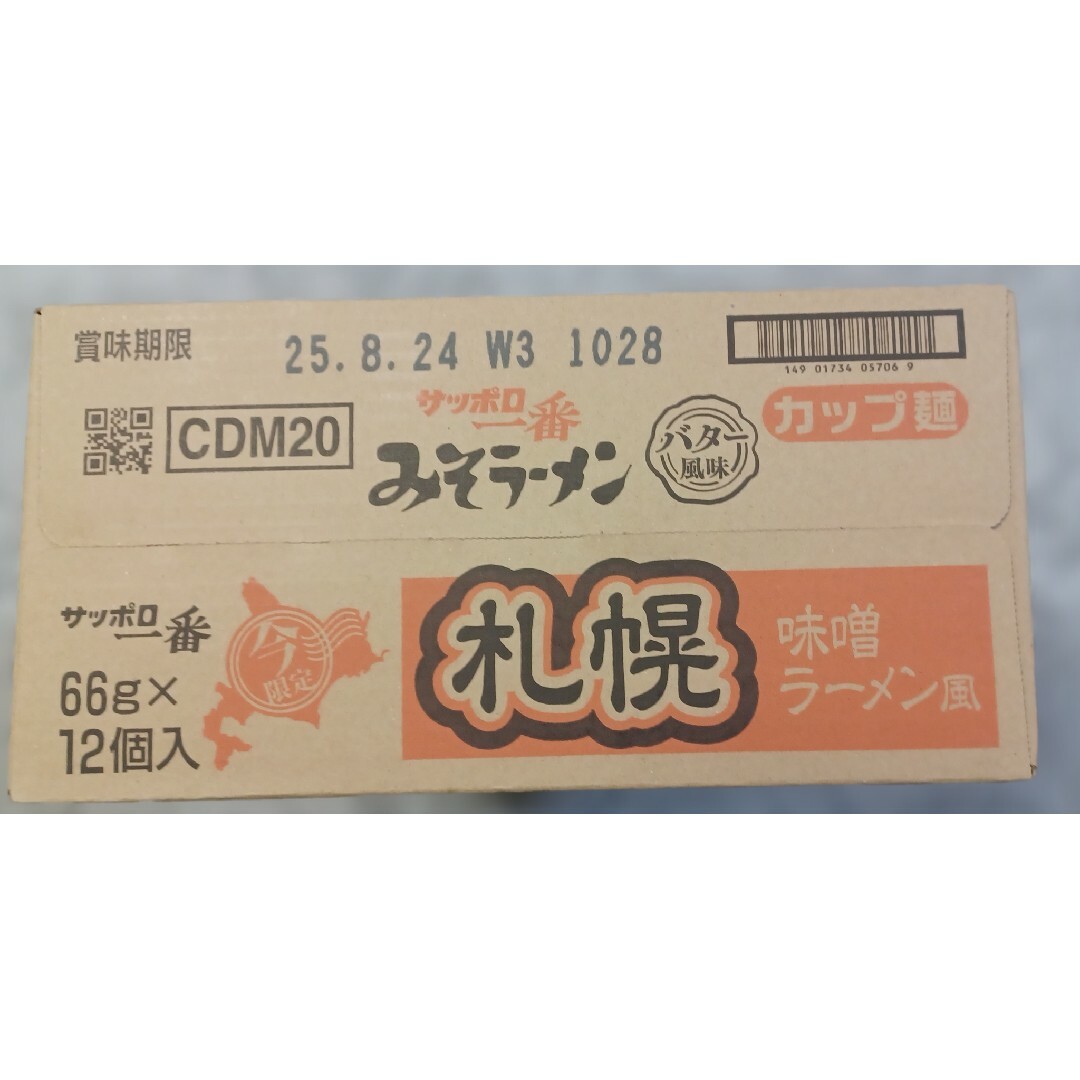 賞味期限
25.8.24 W3 1028
149 01734 05706 9
CDM20
サッポロ一番
みそラーメン
バター
風味
カップ麺
サッポロ一番
66g×
12個入
今
限定
札幌
味噌
ラーメン風